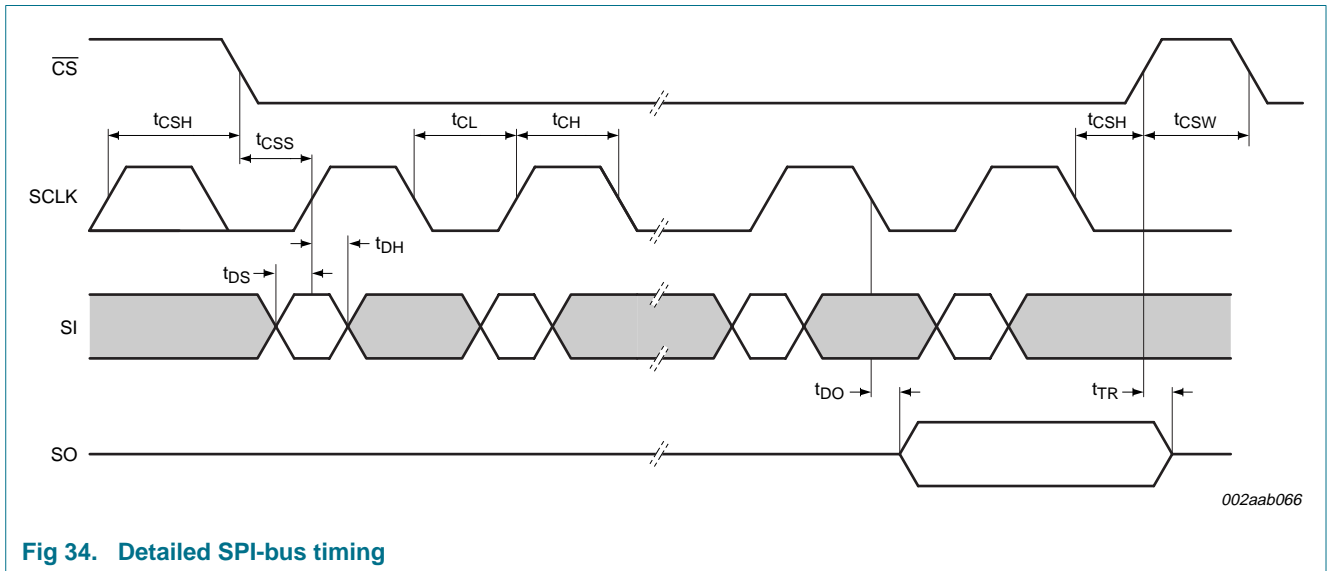 CS
tCSH
tCSS
tCL
tCH
tCSH
tCSW
SCLK
tDH
tDS
SI
tDO
tTR
SO
002aab066
Fig 34. Detailed SPI-bus timing